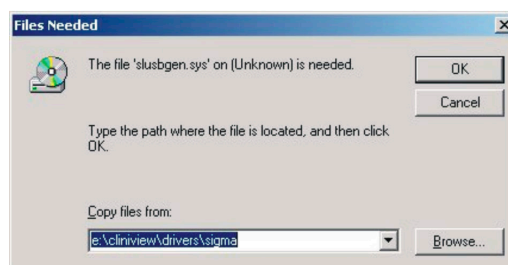 Files Needed
The file 'slusbgen.sys' on (Unknown) is needed.
OK
Cancel
Type the path where the file is located, and then click
OK.
Copy files from:
e:\cliniview\drivers\sigma
Browse...